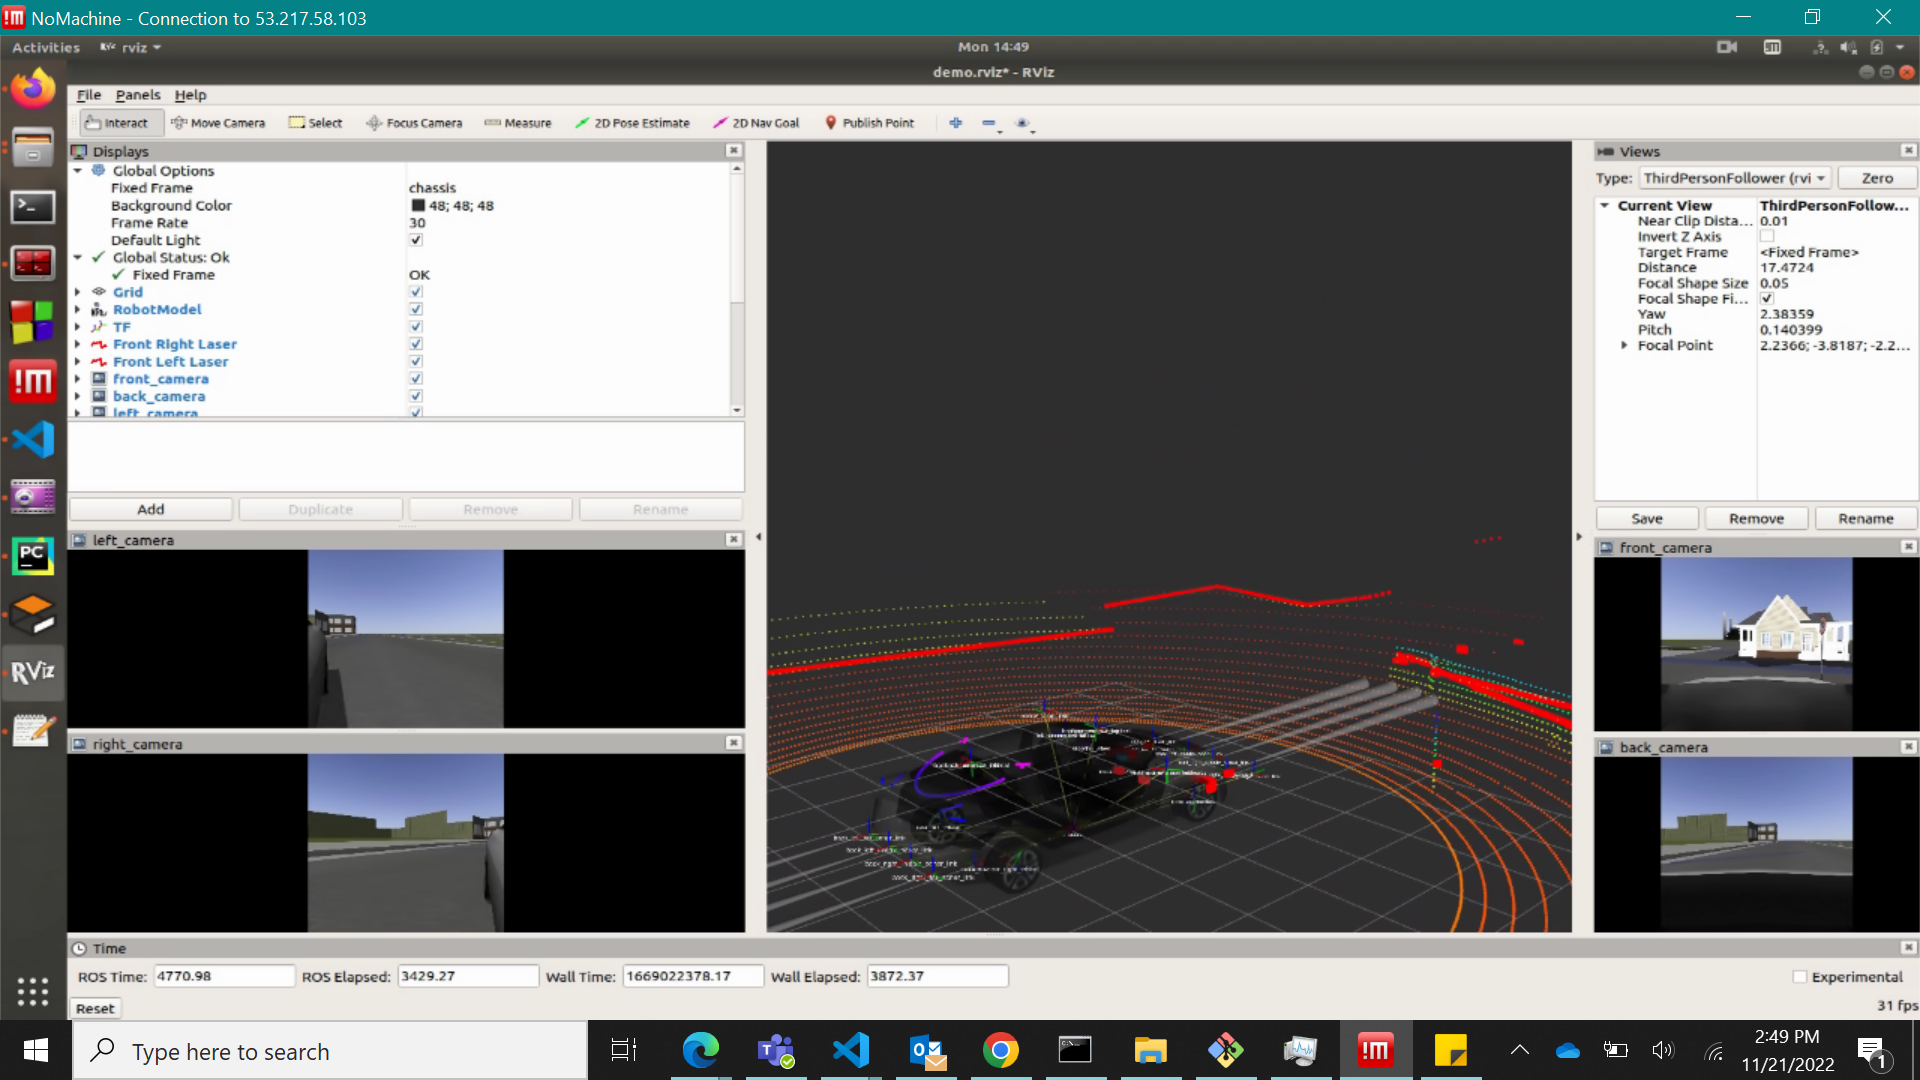 NoMachine - Connection to 53.217.58.103
Activities rviz Mon 14:49
demo.rviz* - RViz
File Panels Help
Interact Move Camera Select Focus Camera Measure 2D Pose Estimate 2D Nav Goal Publish Point
Displays
Global Options
Fixed Frame chassis
Background Color 48; 48; 48
Frame Rate 30
Default Light
Global Status: Ok
Fixed Frame OK
Grid
RobotModel
TF
Front Right Laser
Front Left Laser
front_camera
back_camera
left_camera
Add Duplicate Remove Rename
left_camera
right_camera
Views
Type: ThirdPersonFollower (rvi Zero
Current View ThirdPersonFollow...
Near Clip Dista... 0.01
Invert Z Axis
Target Frame <Fixed Frame>
Distance 17.4724
Focal Shape Size 0.05
Focal Shape Fi...
Yaw 2.38359
Pitch 0.140399
Focal Point 2.2366; -3.8187; -2.2...
Save Remove Rename
front_camera
back_camera
Time
ROS Time: 4770.98 ROS Elapsed: 3429.27 Wall Time: 1669022378.17 Wall Elapsed: 3872.37 Experimental
Reset 31 fps
PC
RViz
Type here to search
2:49 PM
11/21/2022
1